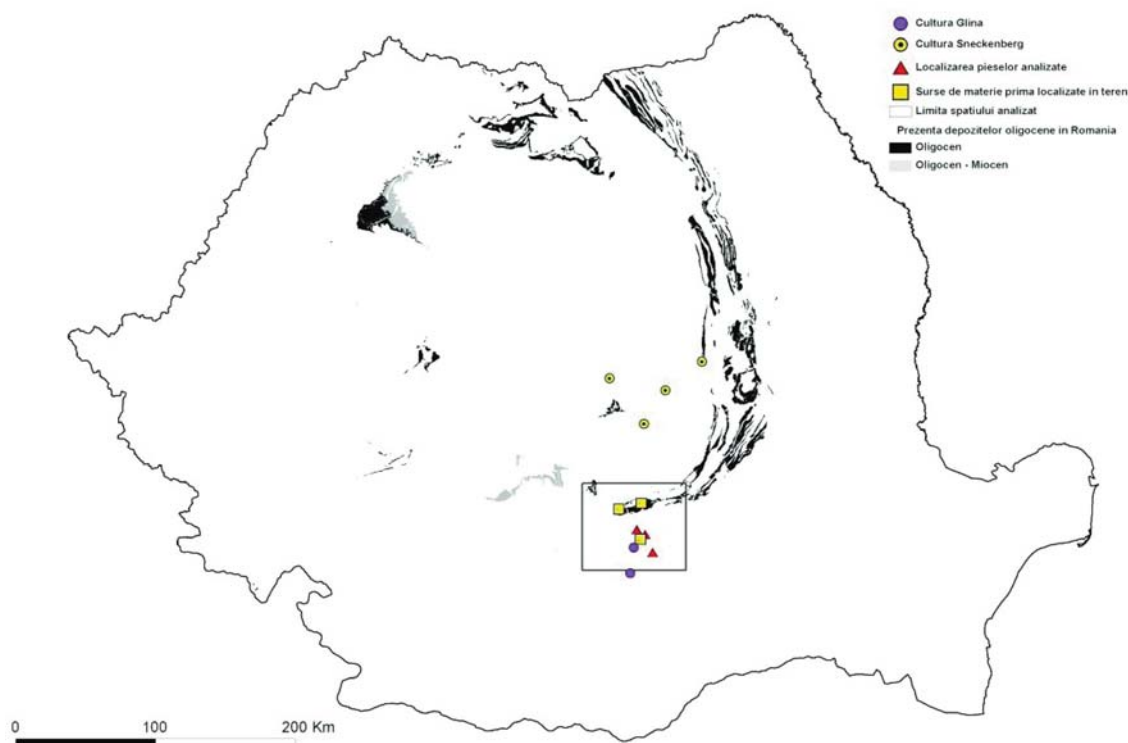 Cultura Glina
Cultura Sneckenberg
Localizarea pieselor analizate
Surse de materie prima localizate in teren
Limita spatiului analizat
Prezenta depozitelor oligocene in Romania
Oligocen
Oligocen - Miocen
0 100 200 Km